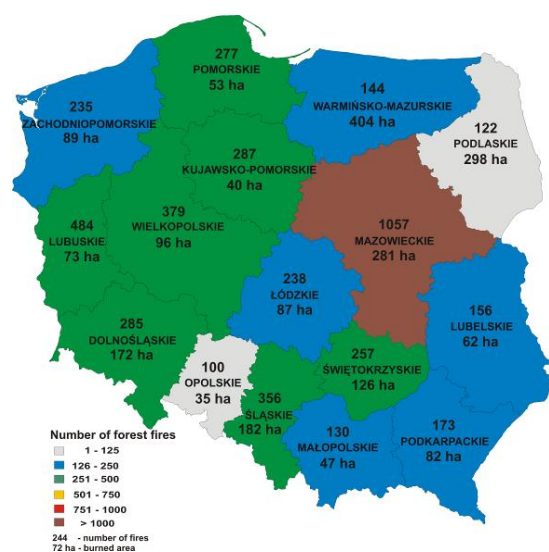 277
POMORSKIE
53 ha
144
WARMIŃSKO-MAZURSKIE
404 ha
235
ZACHODNIOPOMORSKIE
89 ha
122
PODLASKIE
298 ha
287
KUJAWSKO-POMORSKIE
40 ha
379
WIELKOPOLSKIE
96 ha
484
LUBUSKIE
73 ha
1057
MAZOWIECKIE
281 ha
238
ŁÓDZKIE
87 ha
156
LUBELSKIE
62 ha
285
DOLNOŚLĄSKIE
172 ha
257
ŚWIĘTOKRZYSKIE
126 ha
100
OPOLSKIE
35 ha
356
ŚLĄSKIE
182 ha
130
MAŁOPOLSKIE
47 ha
173
PODKARPACKIE
82 ha
Number of forest fires
1 - 125
126 - 250
251 - 500
501 - 750
751 - 1000
> 1000
244 - number of fires
72 ha - burned area